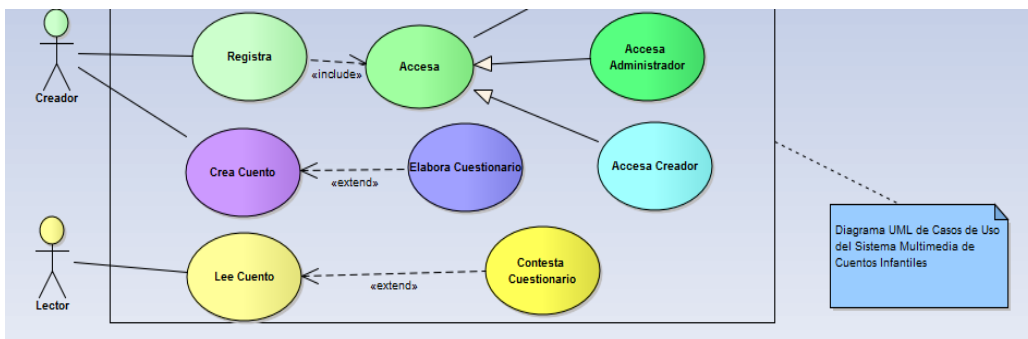 Registra
«include»
Accesa
Accesa
Administrador
Creador
Crea Cuento
«extend»
Elabora Cuestionario
Accesa Creador
Diagrama UML de Casos de Uso
del Sistema Multimedia de
Cuentos Infantiles
Lector
Lee Cuento
«extend»
Contesta
Cuestionario